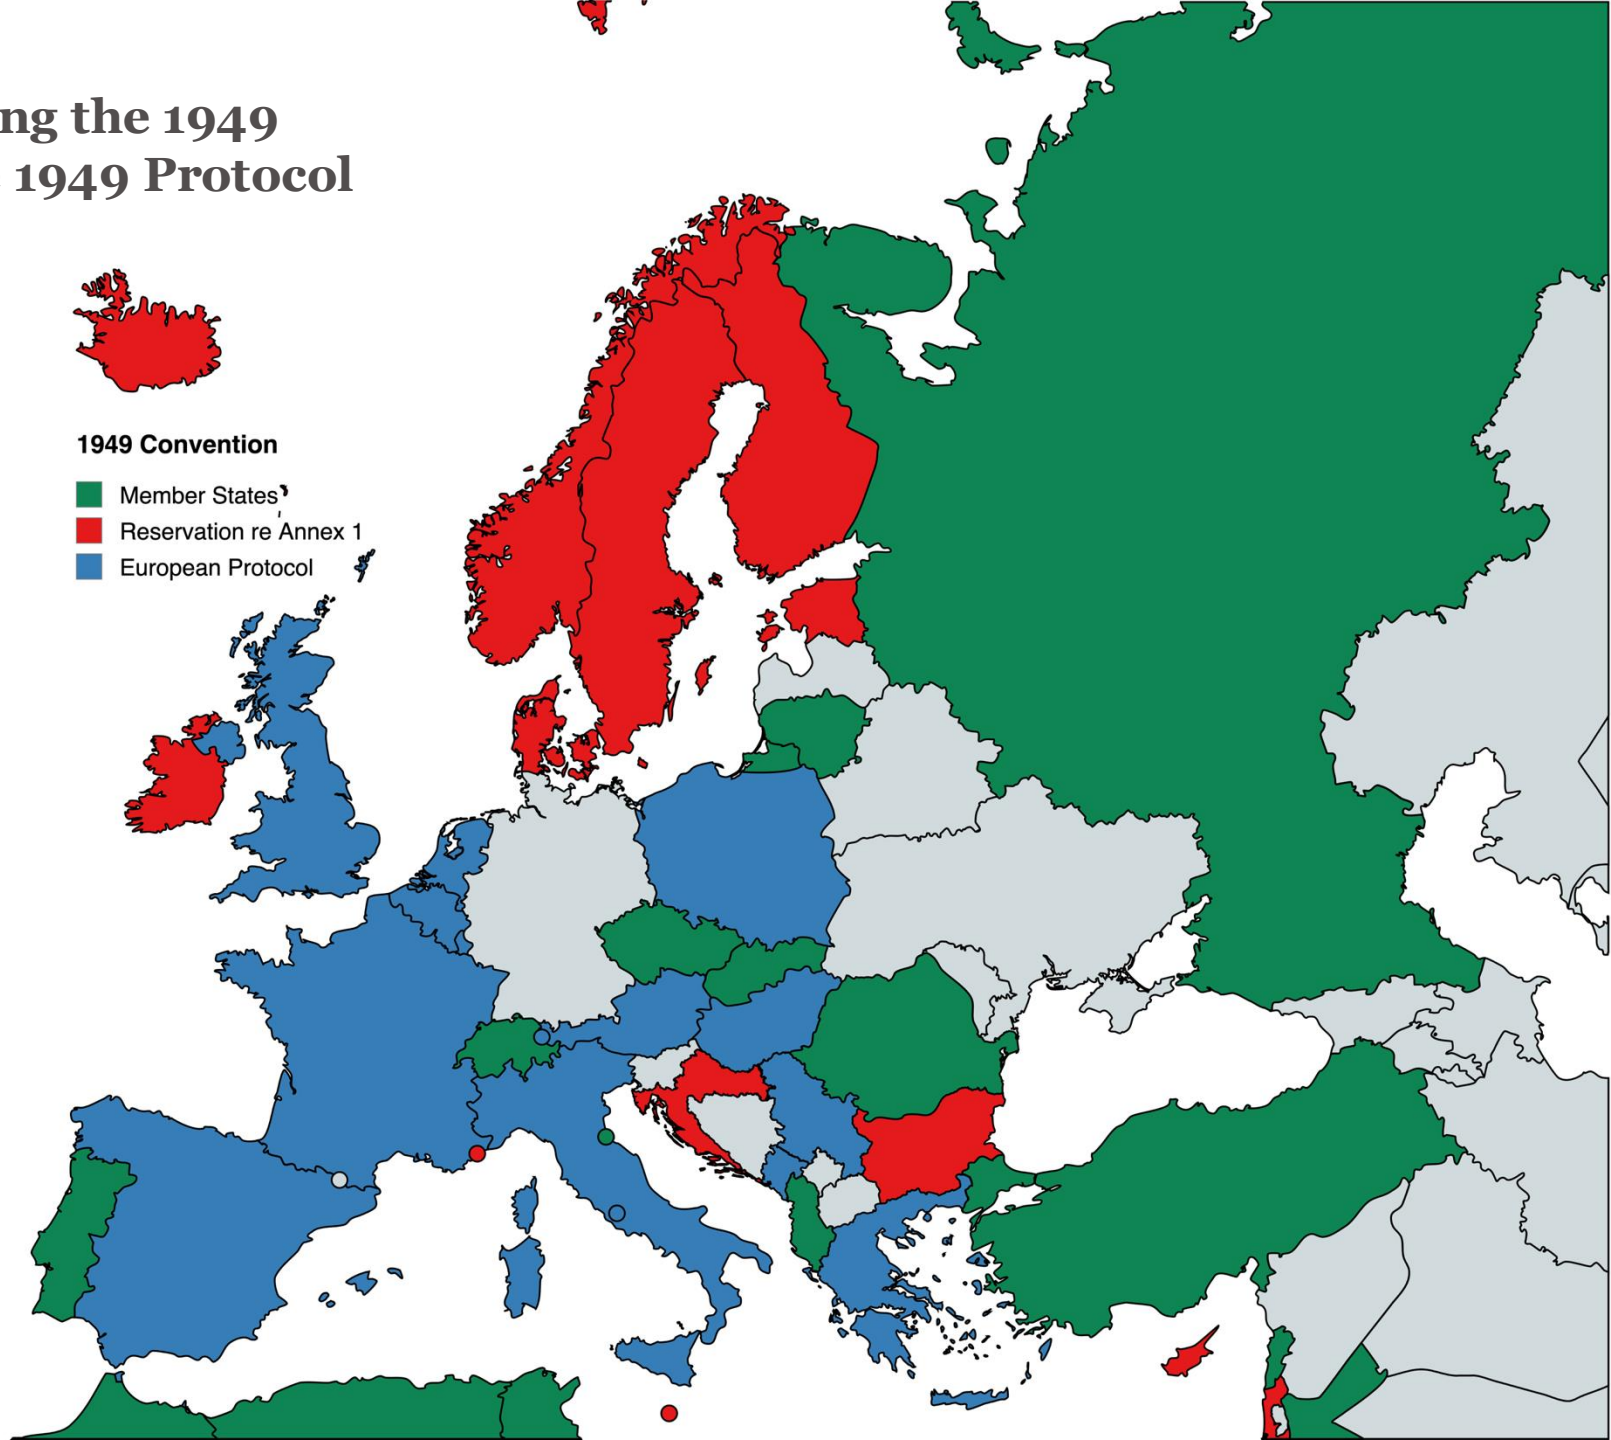 ng the 1949
1949 Protocol
1949 Convention
Member States
Reservation re Annex 1
European Protocol